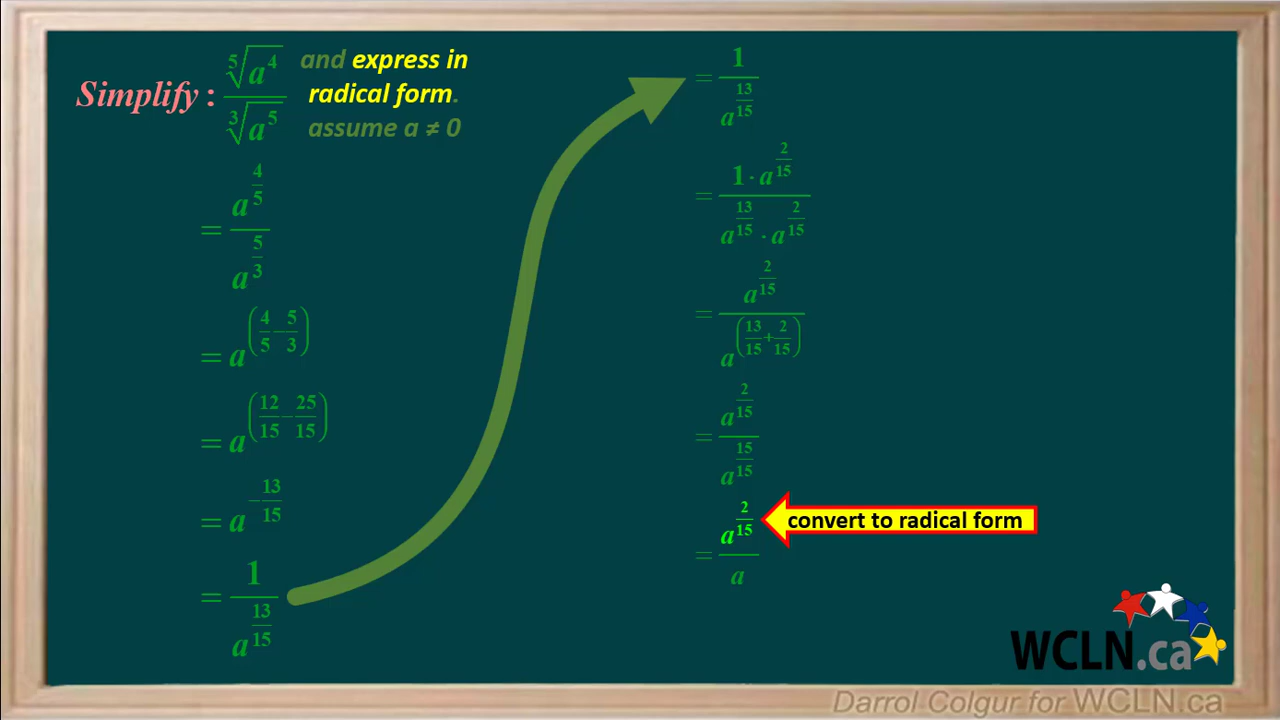 Simplify : ⁵√a⁴ / ³√a⁵ and express in
radical form.
assume a ≠ 0
= a^(4/5) / a^(5/3)
= a^(4/5 − 5/3)
= a^(12/15 − 25/15)
= a^(−13/15)
= 1 / a^(13/15)
= 1 / a^(13/15)
= 1 · a^(2/15) / a^(13/15) · a^(2/15)
= a^(2/15) / a^(13/15 + 2/15)
= a^(2/15) / a^(15/15)
= a^(2/15) / a
convert to radical form
WCLN.ca
Darrol Colgur for WCLN.ca